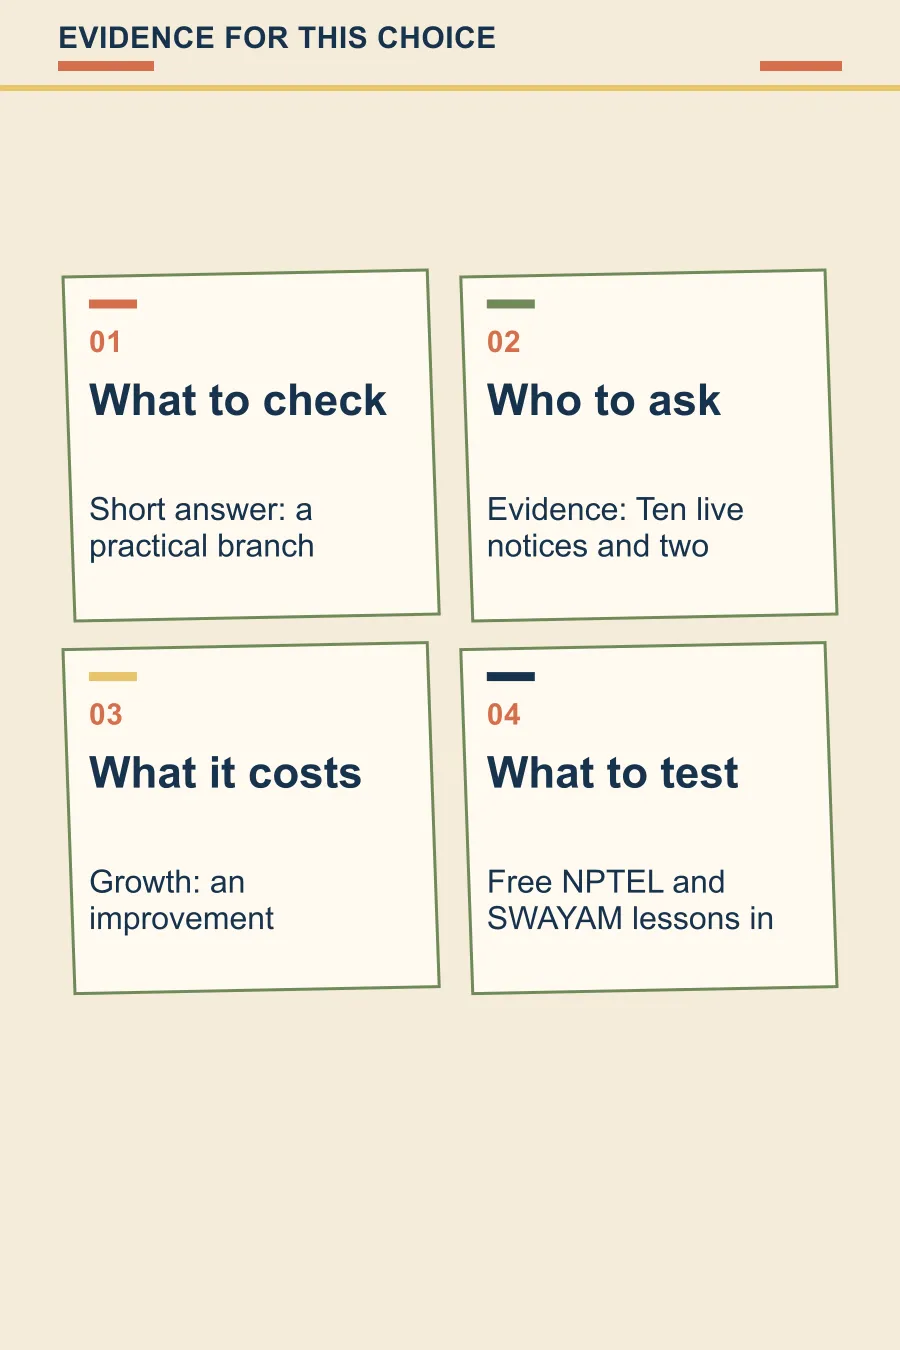 EVIDENCE FOR THIS CHOICE
01
What to check
Short answer: a
practical branch
02
Who to ask
Evidence: Ten live
notices and two
03
What it costs
Growth: an
improvement
04
What to test
Free NPTEL and
SWAYAM lessons in